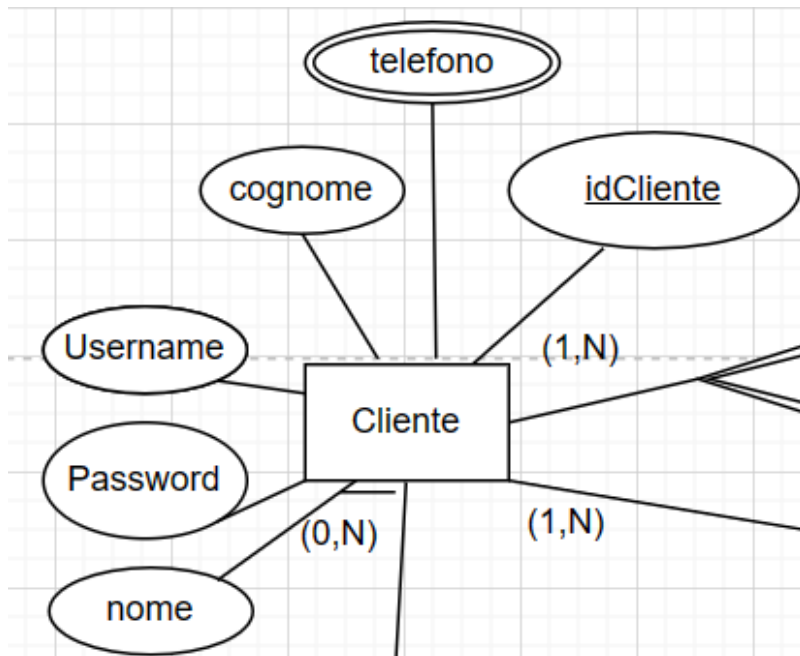 telefono
cognome
idCliente
Username
(1,N)
Cliente
Password
(0,N)
(1,N)
nome